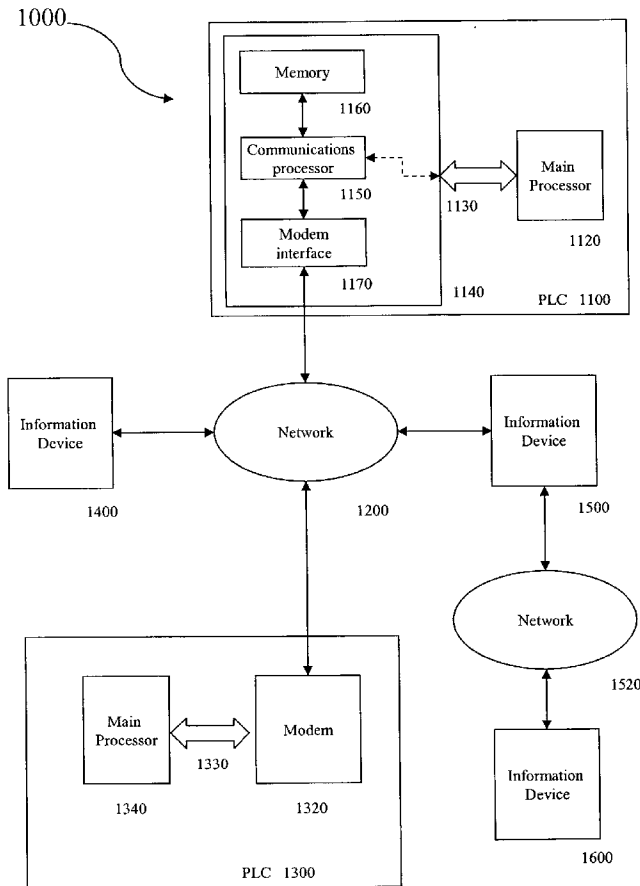 1000
Memory
1160
Communications
processor
1150
Modem
interface
1170
1140
1130
Main
Processor
1120
PLC 1100
Information
Device
1400
Network
1200
Information
Device
1500
Network
1520
Information
Device
1600
Main
Processor
1340
1330
Modem
1320
PLC 1300